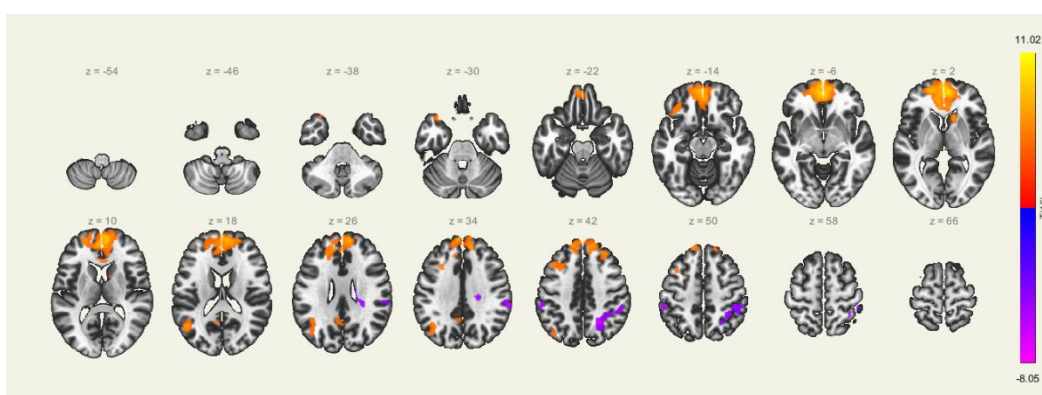 11.02
z = -54
z = -46
z = -38
z = -30
z = -22
z = -14
z = -6
z = 2
z = 10
z = 18
z = 26
z = 34
z = 42
z = 50
z = 58
z = 66
-8.05